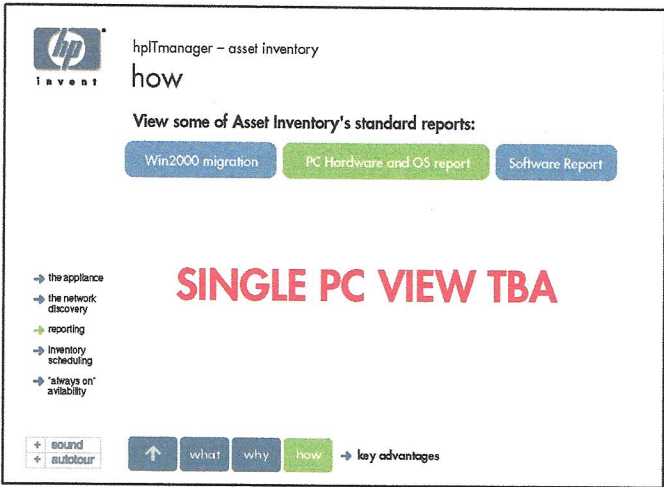 hp
invent
hpITmanager – asset inventory
how
View some of Asset Inventory's standard reports:
Win2000 migration
PC Hardware and OS report
Software Report
SINGLE PC VIEW TBA
the appliance
the network
discovery
reporting
inventory
scheduling
"always on"
avilability
+ sound
+ autotour
what
why
how
key advantages